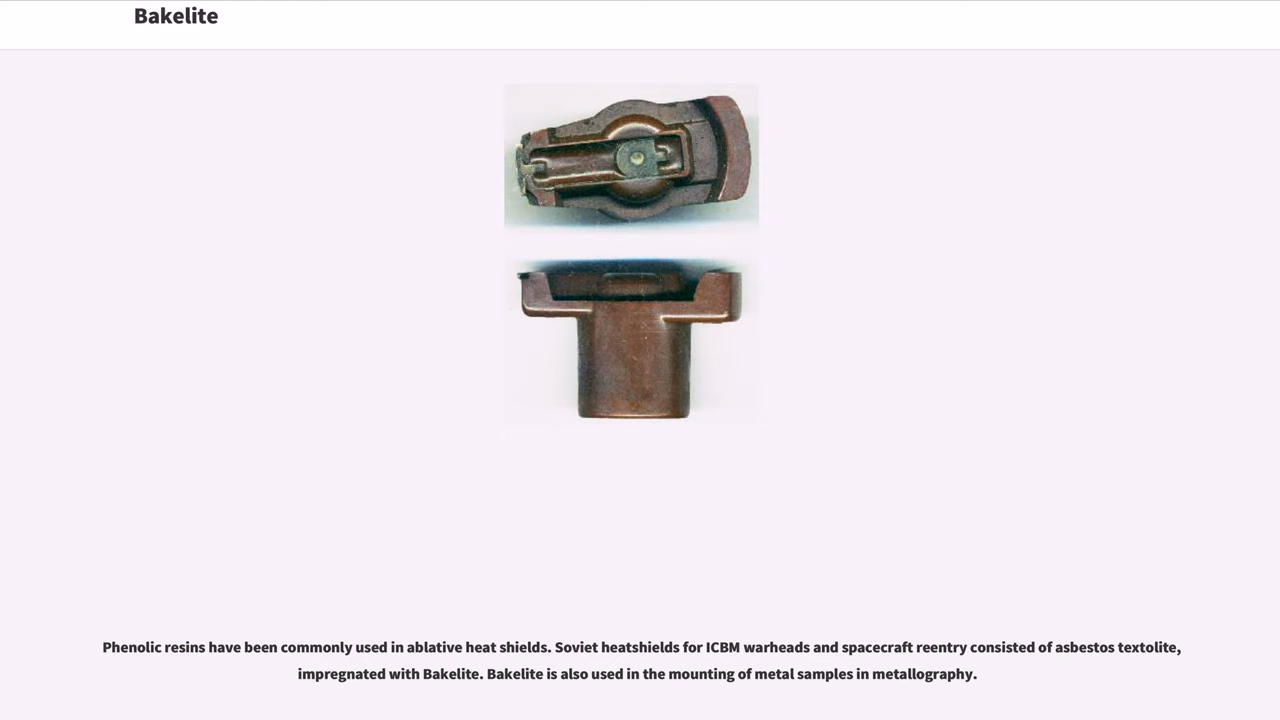 Bakelite
Phenolic resins have been commonly used in ablative heat shields. Soviet heatshields for ICBM warheads and spacecraft reentry consisted of asbestos textolite,
impregnated with Bakelite. Bakelite is also used in the mounting of metal samples in metallography.